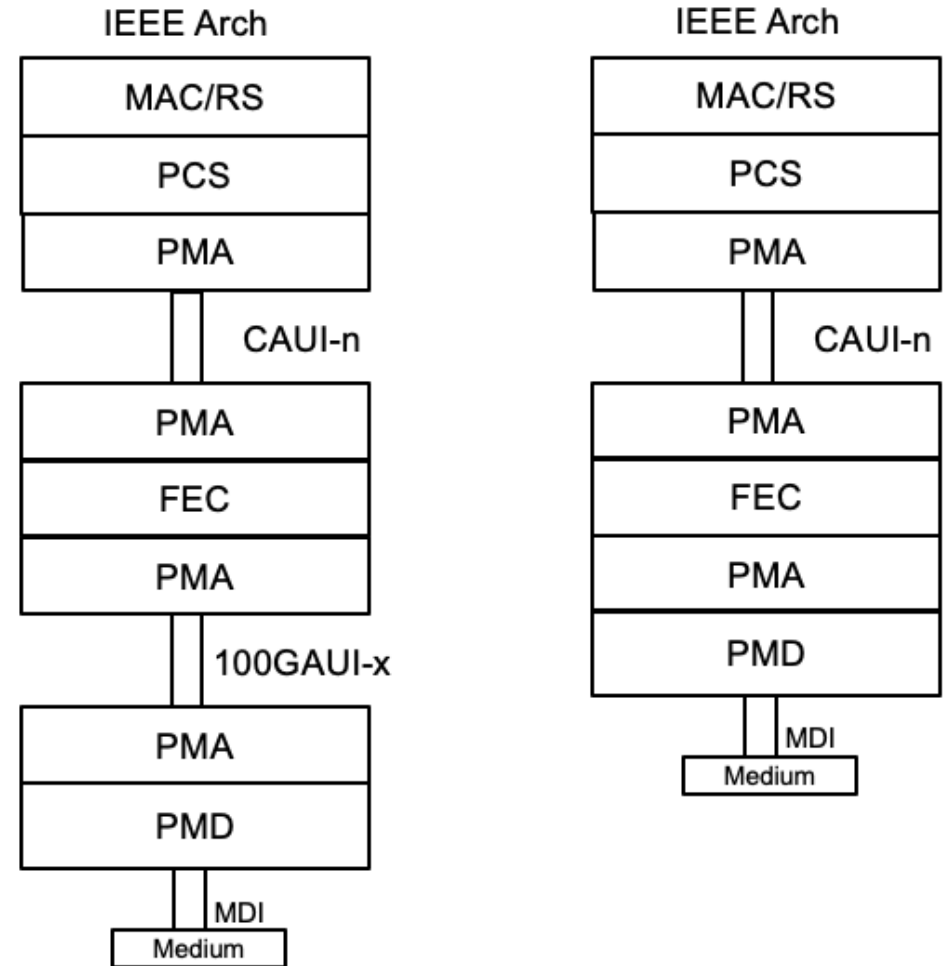 IEEE Arch
MAC/RS
PCS
PMA
CAUI-n
PMA
FEC
PMA
100GAUI-x
PMA
PMD
MDI
Medium
IEEE Arch
MAC/RS
PCS
PMA
CAUI-n
PMA
FEC
PMA
PMD
MDI
Medium